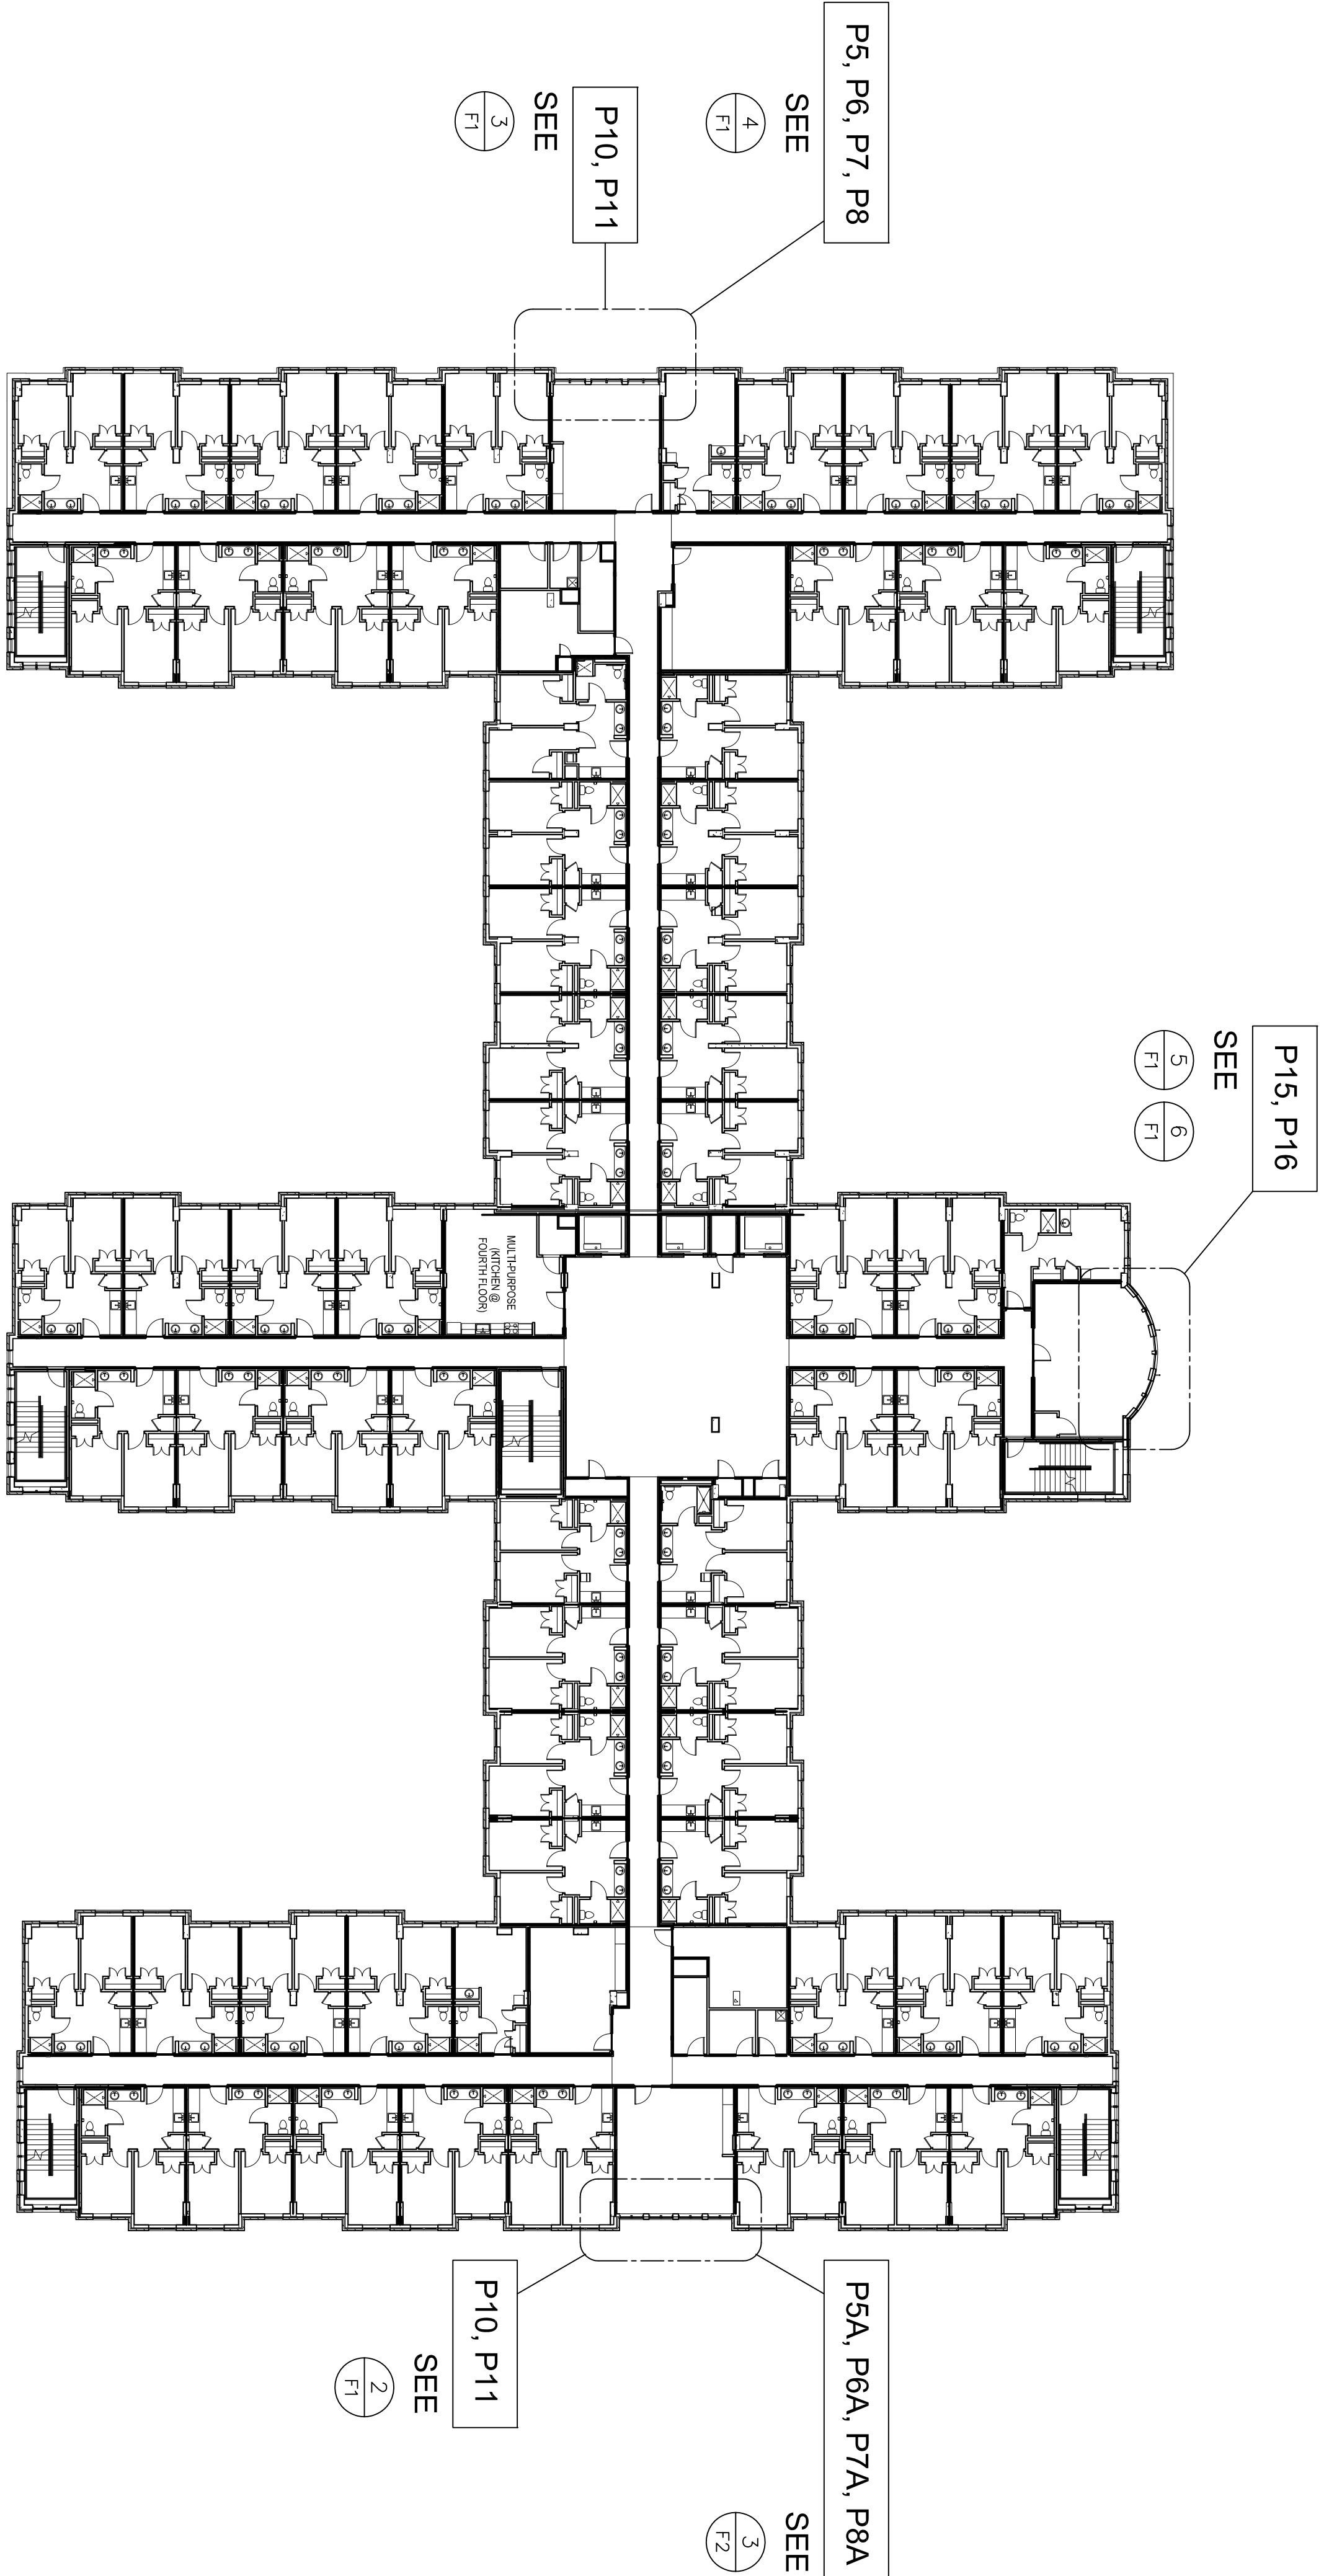 P5, P6, P7, P8
SEE
4
F1
P10, P11
SEE
3
F1
P15, P16
SEE
5
F1
6
F1
MULTI-PURPOSE
(KITCHEN @
FOURTH FLOOR)
P5A, P6A, P7A, P8A
SEE
3
F2
P10, P11
SEE
2
F1